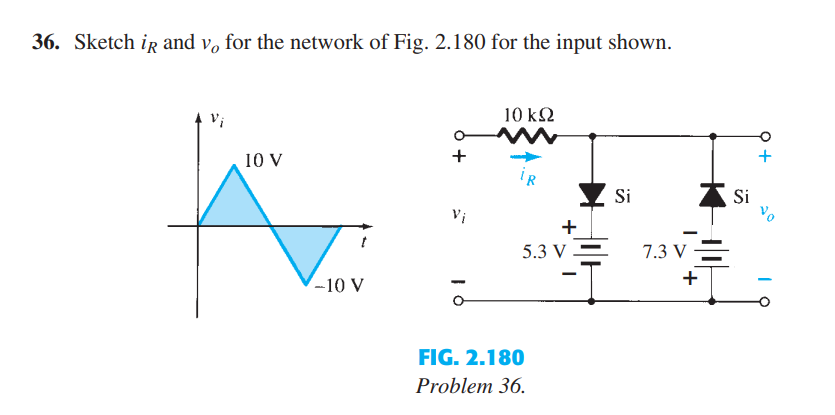 36. Sketch iR and vo for the network of Fig. 2.180 for the input shown.
vi
10 V
t
–10 V
10 kΩ
+
iR
vi
–
Si
+
5.3 V
–
Si
–
7.3 V
+
+
vo
–
FIG. 2.180
Problem 36.